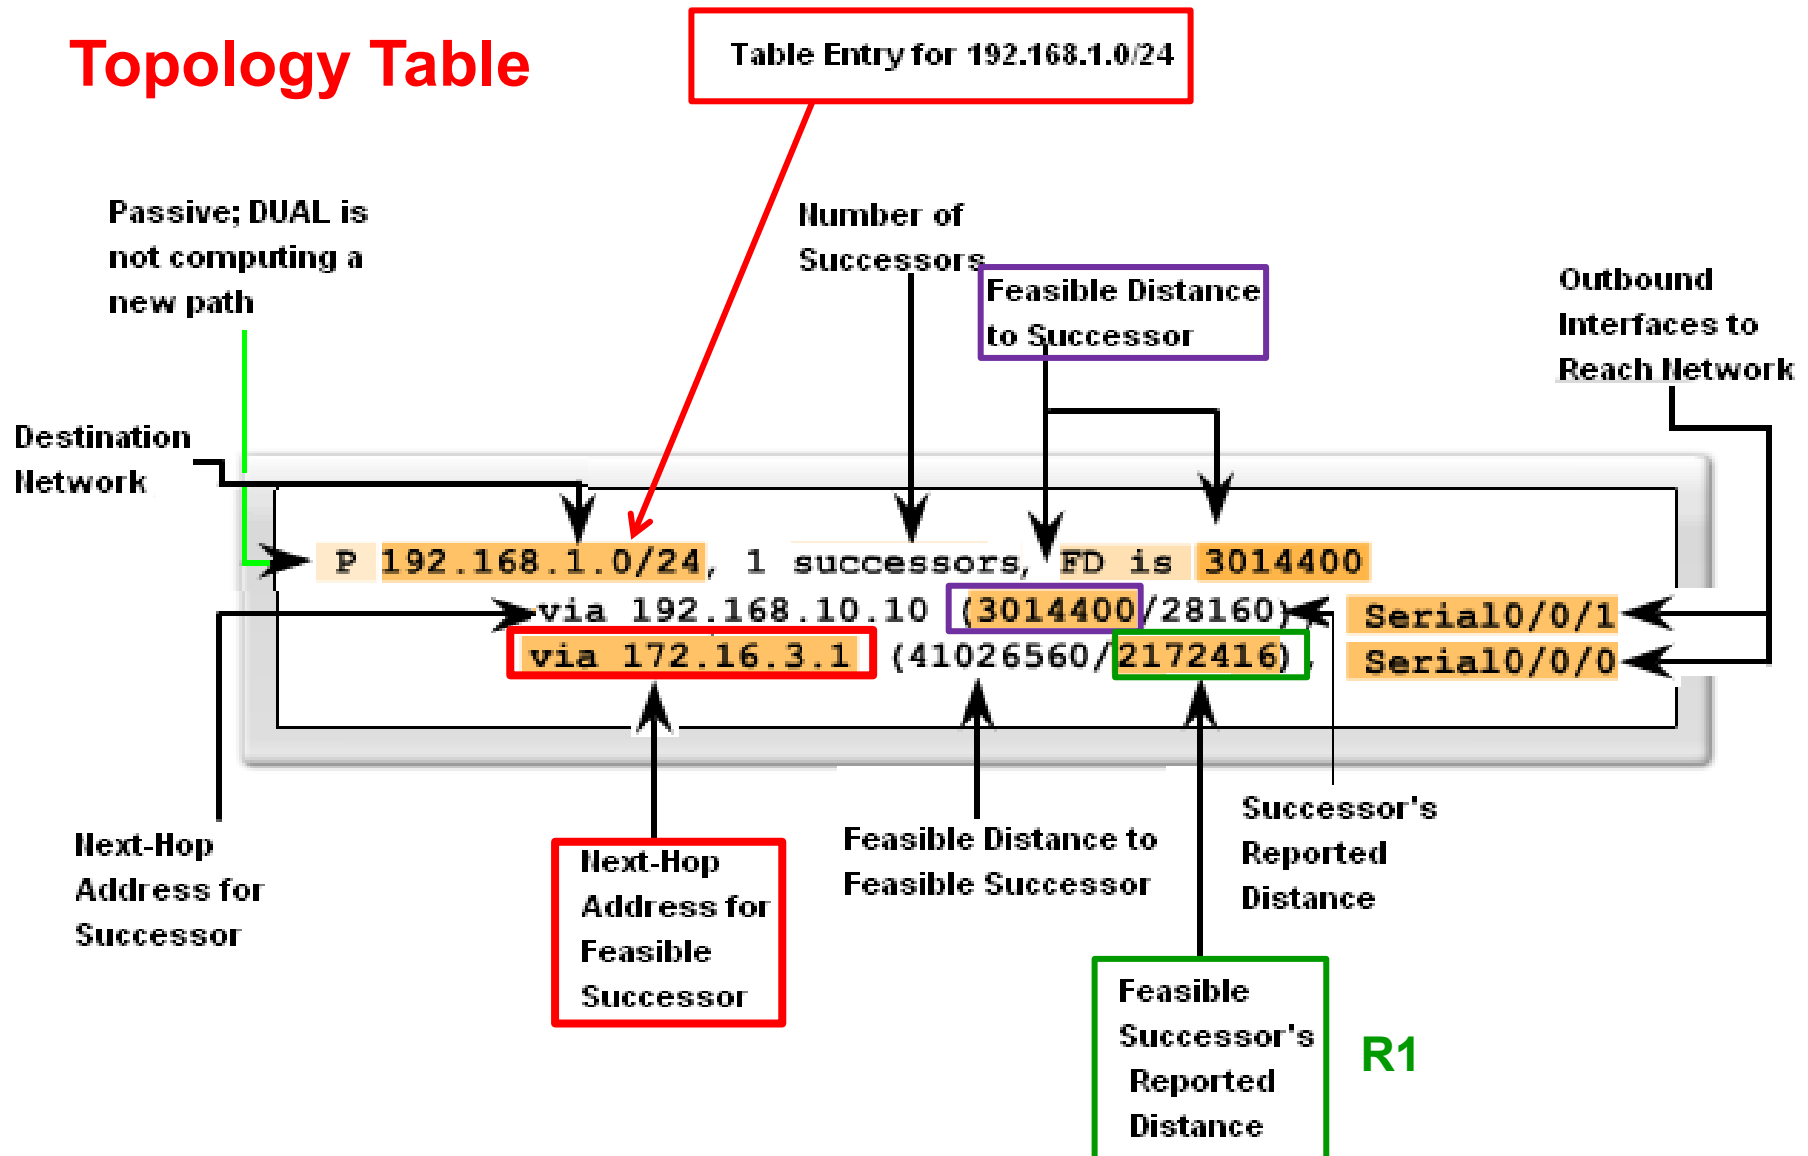 Topology Table
Table Entry for 192.168.1.0/24
Passive; DUAL is
not computing a
new path
Number of
Successors
Feasible Distance
to Successor
Outbound
Interfaces to
Reach Network
Destination
Network
P 192.168.1.0/24, 1 successors, FD is 3014400
via 192.168.10.10 (3014400/28160), Serial0/0/1
via 172.16.3.1 (41026560/2172416), Serial0/0/0
Next-Hop
Address for
Successor
Next-Hop
Address for
Feasible
Successor
Feasible Distance to
Feasible Successor
Successor's
Reported
Distance
Feasible
Successor's
Reported
Distance
R1